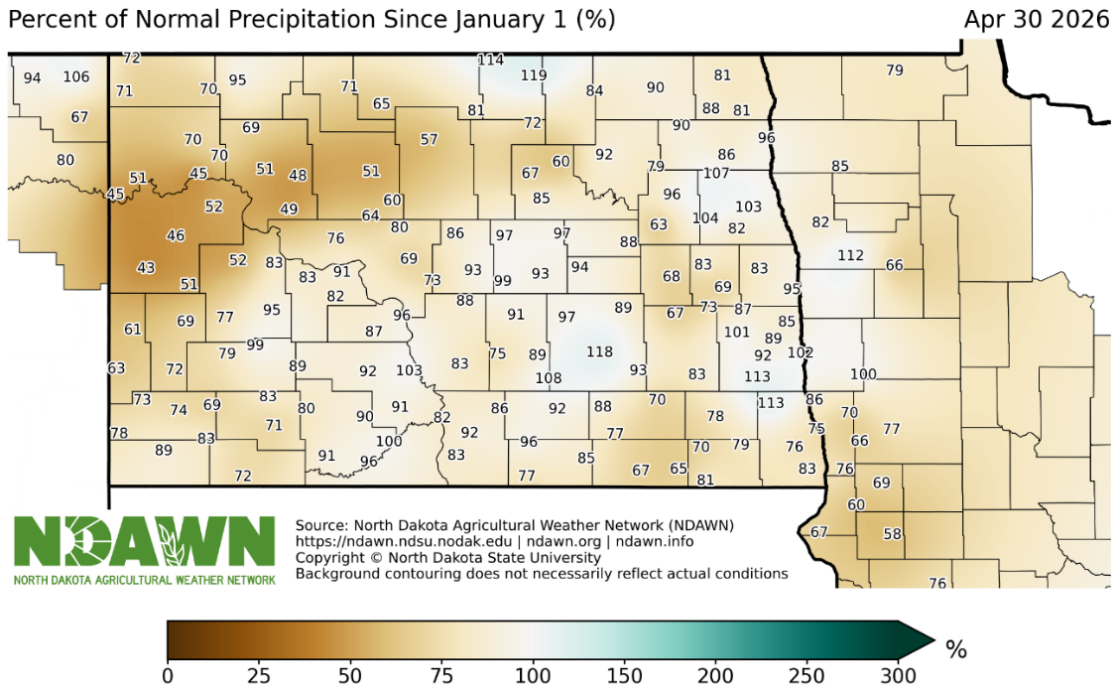 Percent of Normal Precipitation Since January 1 (%) Apr 30 2026
72 114
94 106 95 119 81 79
71 70 71 84 90
65 81 88 81
67 69 72 90
70 57 96
80 70 60 92 86 85
51 45 51 48 51 67 79 107
45 52 49 60 85 96 103
64 104
46 76 80 86 97 97 63 82 82
88
43 52 83 69 93 99 93 94 68 83 83 112 66
83 91 73
51 82 88 69 95
61 69 77 95 96 91 97 89 67 73 87 85
87 101 89
79 99 83 75 89 118 92 102
63 72 89 92 103 108 93 83 113 100
73 74 69 83 80 91 86 92 88 70 113 86
90 82 78 70
78 83 71 92 77 75 77
89 100 96 70 79 76 66
91 96 83 85 83 76
72 77 67 65 81 69
60
67 58
76
NDAWN
NORTH DAKOTA AGRICULTURAL WEATHER NETWORK
Source: North Dakota Agricultural Weather Network (NDAWN)
https://ndawn.ndsu.nodak.edu | ndawn.org | ndawn.info
Copyright © North Dakota State University
Background contouring does not necessarily reflect actual conditions
0 25 50 75 100 150 200 250 300 %